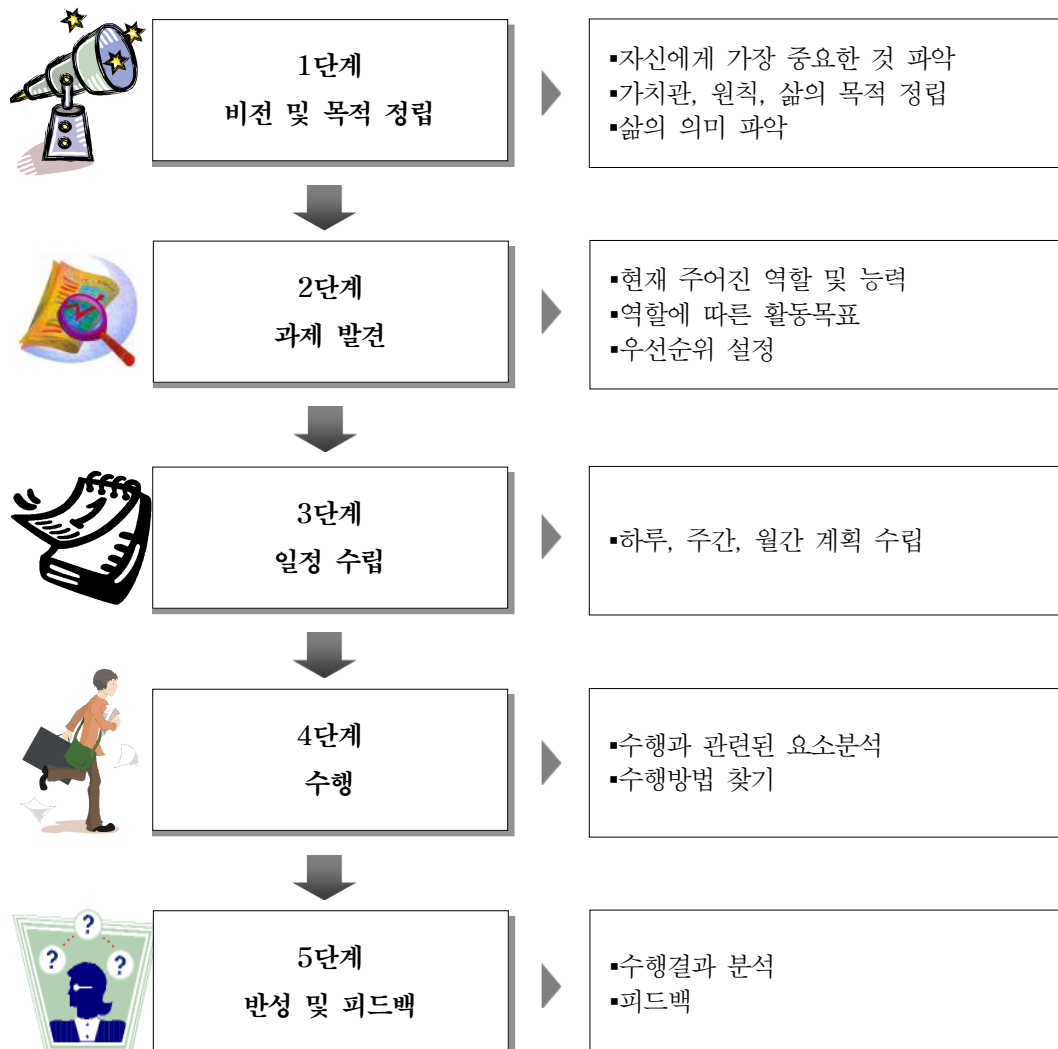 1단계
비전 및 목적 정립
▪자신에게 가장 중요한 것 파악
▪가치관, 원칙, 삶의 목적 정립
▪삶의 의미 파악
2단계
과제 발견
▪현재 주어진 역할 및 능력
▪역할에 따른 활동목표
▪우선순위 설정
3단계
일정 수립
▪하루, 주간, 월간 계획 수립
4단계
수행
▪수행과 관련된 요소분석
▪수행방법 찾기
? ? ?
5단계
반성 및 피드백
▪수행결과 분석
▪피드백